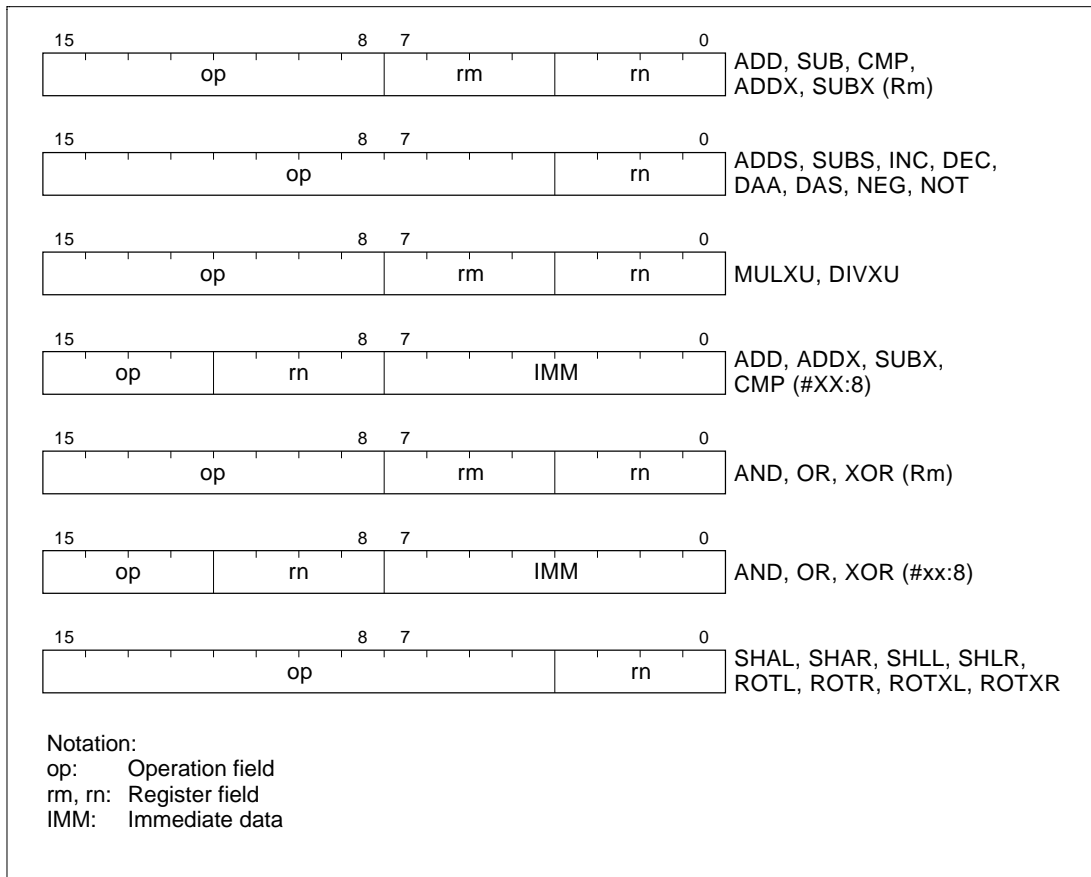 15 8 7 0
op rm rn
ADD, SUB, CMP,
ADDX, SUBX (Rm)
15 8 7 0
op rn
ADDS, SUBS, INC, DEC,
DAA, DAS, NEG, NOT
15 8 7 0
op rm rn
MULXU, DIVXU
15 8 7 0
op rn IMM
ADD, ADDX, SUBX,
CMP (#XX:8)
15 8 7 0
op rm rn
AND, OR, XOR (Rm)
15 8 7 0
op rn IMM
AND, OR, XOR (#xx:8)
15 8 7 0
op rn
SHAL, SHAR, SHLL, SHLR,
ROTL, ROTR, ROTXL, ROTXR
Notation:
op: Operation field
rm, rn: Register field
IMM: Immediate data